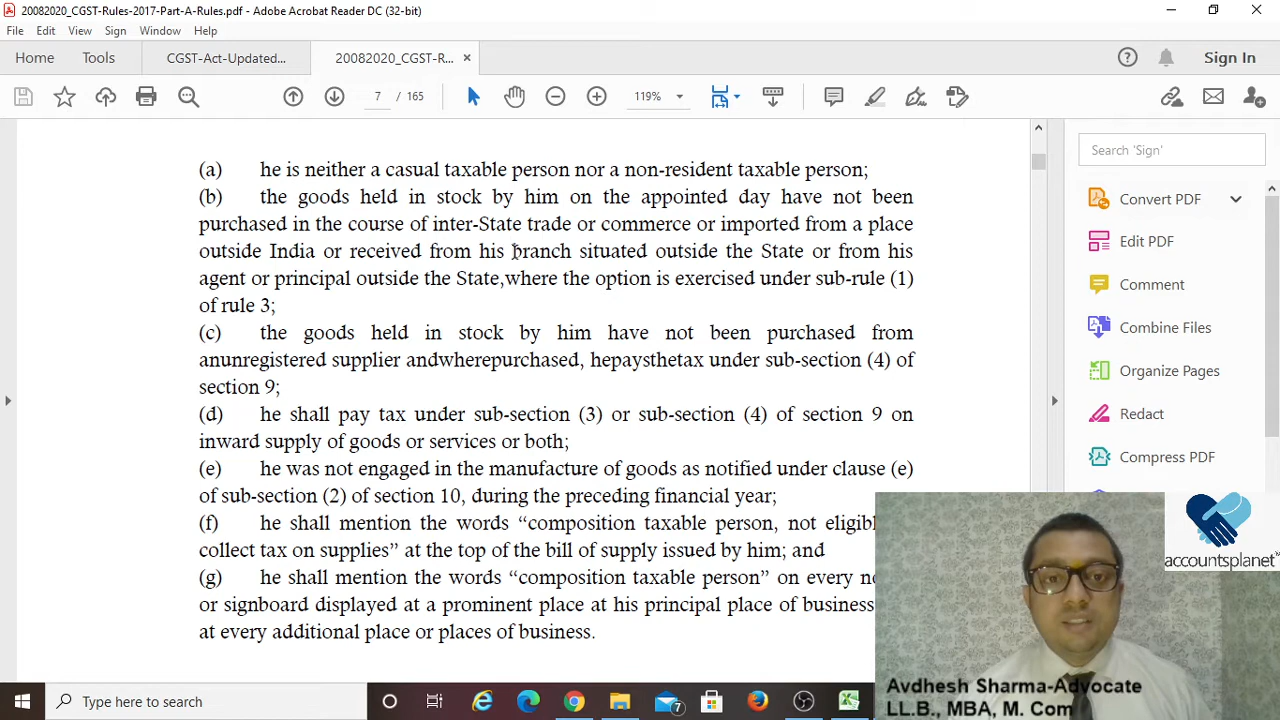 20082020_CGST-Rules-2017-Part-A-Rules.pdf - Adobe Acrobat Reader DC (32-bit)
File Edit View Sign Window Help
Home Tools CGST-Act-Updated... 20082020_CGST-R... × Sign In
7 / 165 119%
(a) he is neither a casual taxable person nor a non-resident taxable person;
(b) the goods held in stock by him on the appointed day have not been
purchased in the course of inter-State trade or commerce or imported from a place
outside India or received from his branch situated outside the State or from his
agent or principal outside the State,where the option is exercised under sub-rule (1)
of rule 3;
(c) the goods held in stock by him have not been purchased from
anunregistered supplier andwherepurchased, hepaysthetax under sub-section (4) of
section 9;
(d) he shall pay tax under sub-section (3) or sub-section (4) of section 9 on
inward supply of goods or services or both;
(e) he was not engaged in the manufacture of goods as notified under clause (e)
of sub-section (2) of section 10, during the preceding financial year;
(f) he shall mention the words “composition taxable person, not eligib
collect tax on supplies” at the top of the bill of supply issued by him; and
(g) he shall mention the words “composition taxable person” on every no
or signboard displayed at a prominent place at his principal place of business
at every additional place or places of business.
Search 'Sign'
Convert PDF
Edit PDF
Comment
Combine Files
Organize Pages
Redact
Compress PDF
accountsplanet™
Avdhesh Sharma-Advocate
LL.B., MBA, M. Com
Type here to search
7